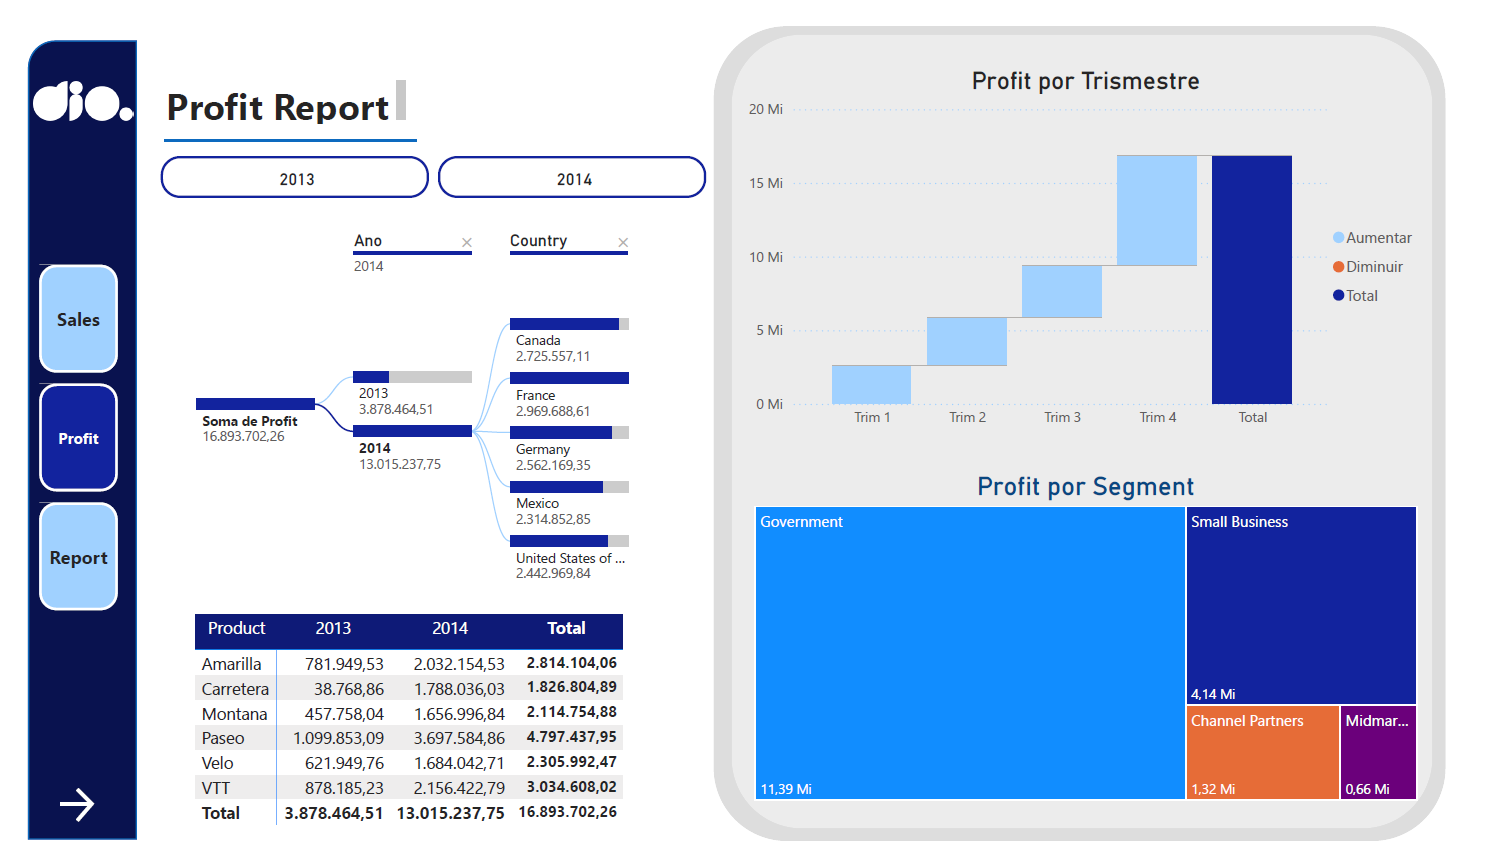 dio.
Profit Report
2013
2014
Ano
2014
Country
Sales
Profit
Report
Soma de Profit
16.893.702,26
2013
3.878.464,51
2014
13.015.237,75
Canada
2.725.557,11
France
2.969.688,61
Germany
2.562.169,35
Mexico
2.314.852,85
United States of ...
2.442.969,84
Product 2013 2014 Total
Amarilla 781.949,53 2.032.154,53 2.814.104,06
Carretera 38.768,86 1.788.036,03 1.826.804,89
Montana 457.758,04 1.656.996,84 2.114.754,88
Paseo 1.099.853,09 3.697.584,86 4.797.437,95
Velo 621.949,76 1.684.042,71 2.305.992,47
VTT 878.185,23 2.156.422,79 3.034.608,02
Total 3.878.464,51 13.015.237,75 16.893.702,26
Profit por Trismestre
20 Mi
15 Mi
10 Mi
5 Mi
0 Mi
Trim 1 Trim 2 Trim 3 Trim 4 Total
Aumentar
Diminuir
Total
Profit por Segment
Government
11,39 Mi
Small Business
4,14 Mi
Channel Partners
1,32 Mi
Midmar...
0,66 Mi